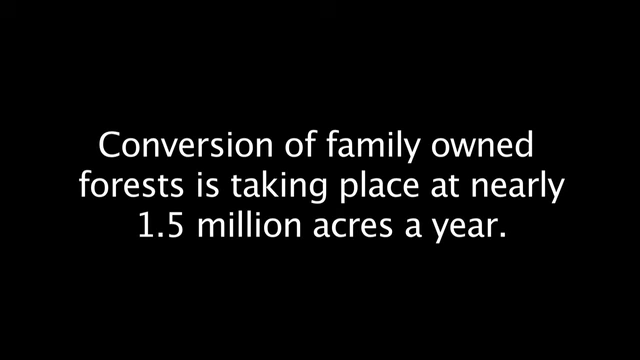 Conversion of family owned
forests is taking place at nearly
1.5 million acres a year.